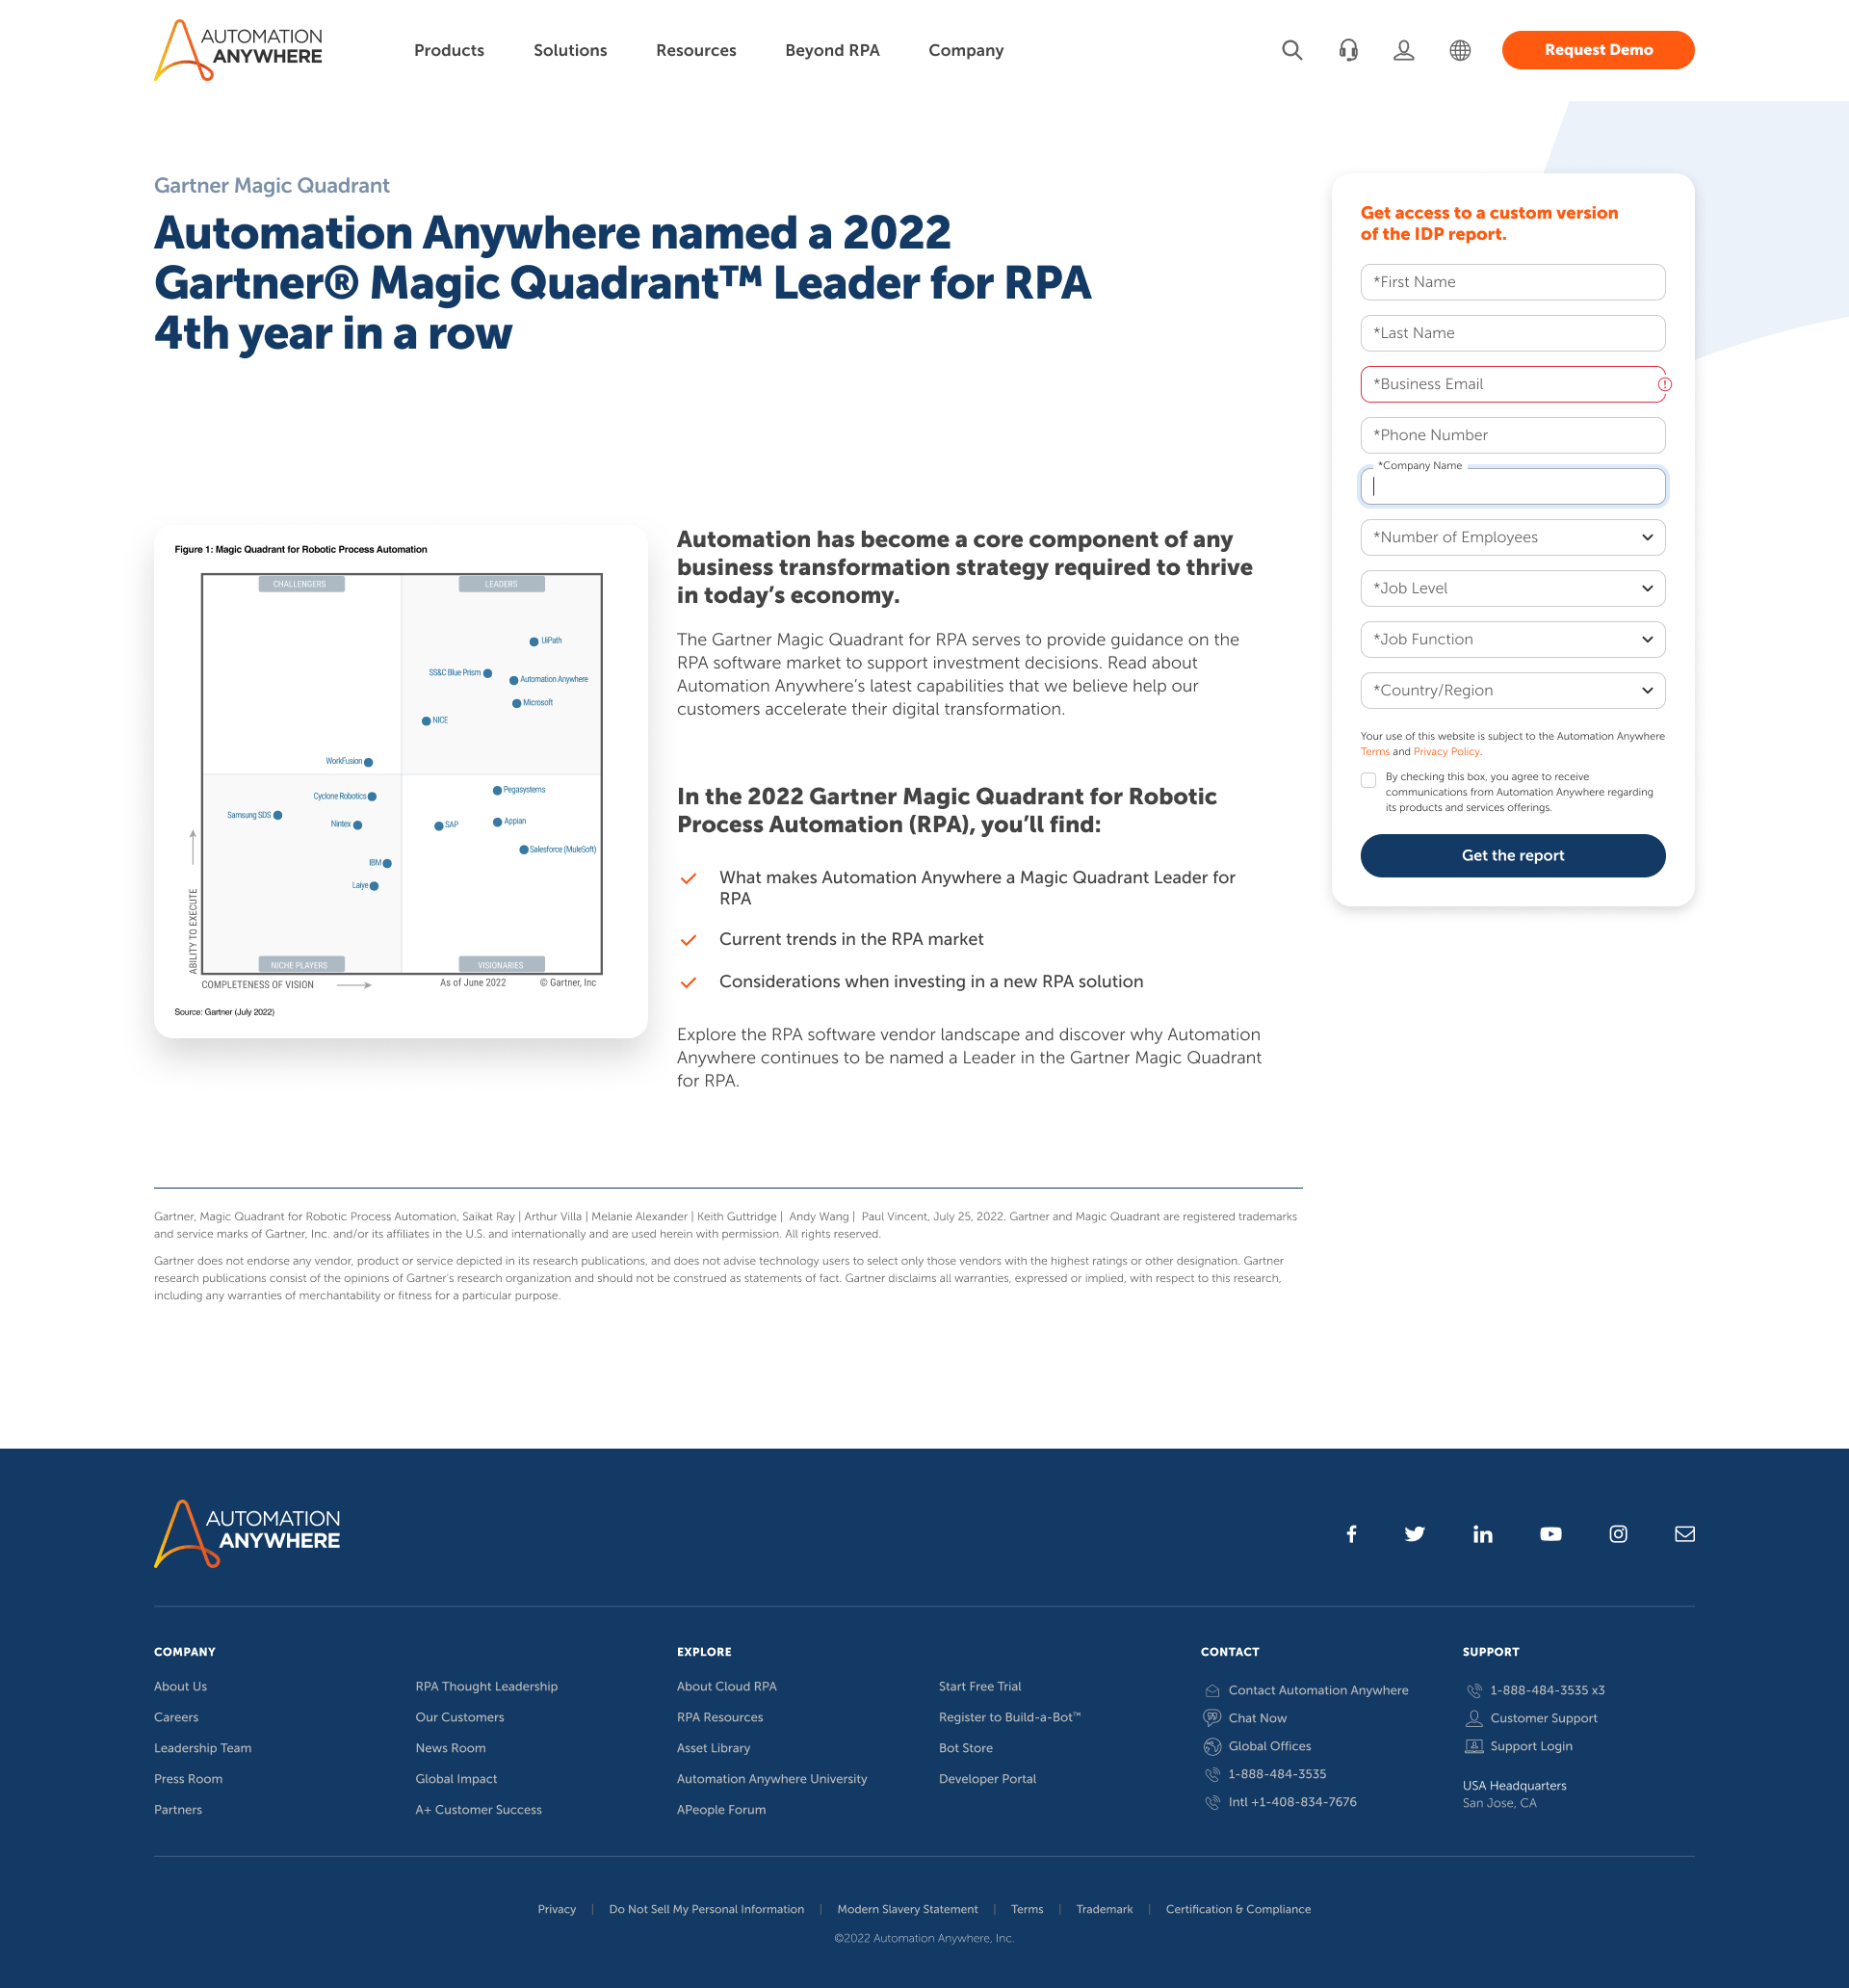 AUTOMATION
ANYWHERE
Products
Solutions
Resources
Beyond RPA
Company
Request Demo
Gartner Magic Quadrant
Automation Anywhere named a 2022
Gartner® Magic Quadrant™ Leader for RPA
4th year in a row
Figure 1: Magic Quadrant for Robotic Process Automation
CHALLENGERS
LEADERS
UiPath
SS&C Blue Prism
Automation Anywhere
Microsoft
NICE
WorkFusion
Cyclone Robotics
Pegasystems
Samsung SDS
Nintex
SAP
Appian
Salesforce (MuleSoft)
IBM
Laiye
ABILITY TO EXECUTE
NICHE PLAYERS
VISIONARIES
COMPLETENESS OF VISION
As of June 2022
© Gartner, Inc
Source: Gartner (July 2022)
Automation has become a core component of any
business transformation strategy required to thrive
in today's economy.
The Gartner Magic Quadrant for RPA serves to provide guidance on the
RPA software market to support investment decisions. Read about
Automation Anywhere's latest capabilities that we believe help our
customers accelerate their digital transformation.
In the 2022 Gartner Magic Quadrant for Robotic
Process Automation (RPA), you'll find:
What makes Automation Anywhere a Magic Quadrant Leader for
RPA
Current trends in the RPA market
Considerations when investing in a new RPA solution
Explore the RPA software vendor landscape and discover why Automation
Anywhere continues to be named a Leader in the Gartner Magic Quadrant
for RPA.
Get access to a custom version
of the IDP report.
*First Name
*Last Name
*Business Email
*Phone Number
*Company Name
*Number of Employees
*Job Level
*Job Function
*Country/Region
Your use of this website is subject to the Automation Anywhere
Terms and Privacy Policy.
By checking this box, you agree to receive
communications from Automation Anywhere regarding
its products and services offerings.
Get the report
Gartner, Magic Quadrant for Robotic Process Automation, Saikat Ray | Arthur Villa | Melanie Alexander | Keith Guttridge | Andy Wang | Paul Vincent, July 25, 2022. Gartner and Magic Quadrant are registered trademarks
and service marks of Gartner, Inc. and/or its affiliates in the U.S. and internationally and are used herein with permission. All rights reserved.
Gartner does not endorse any vendor, product or service depicted in its research publications, and does not advise technology users to select only those vendors with the highest ratings or other designation. Gartner
research publications consist of the opinions of Gartner's research organization and should not be construed as statements of fact. Gartner disclaims all warranties, expressed or implied, with respect to this research,
including any warranties of merchantability or fitness for a particular purpose.
AUTOMATION
ANYWHERE
COMPANY
About Us
Careers
Leadership Team
Press Room
Partners
RPA Thought Leadership
Our Customers
News Room
Global Impact
A+ Customer Success
EXPLORE
About Cloud RPA
RPA Resources
Asset Library
Automation Anywhere University
APeople Forum
Start Free Trial
Register to Build-a-Bot™
Bot Store
Developer Portal
CONTACT
Contact Automation Anywhere
Chat Now
Global Offices
1-888-484-3535
Intl +1-408-834-7676
SUPPORT
1-888-484-3535 x3
Customer Support
Support Login
USA Headquarters
San Jose, CA
Privacy | Do Not Sell My Personal Information | Modern Slavery Statement | Terms | Trademark | Certification & Compliance
©2022 Automation Anywhere, Inc.